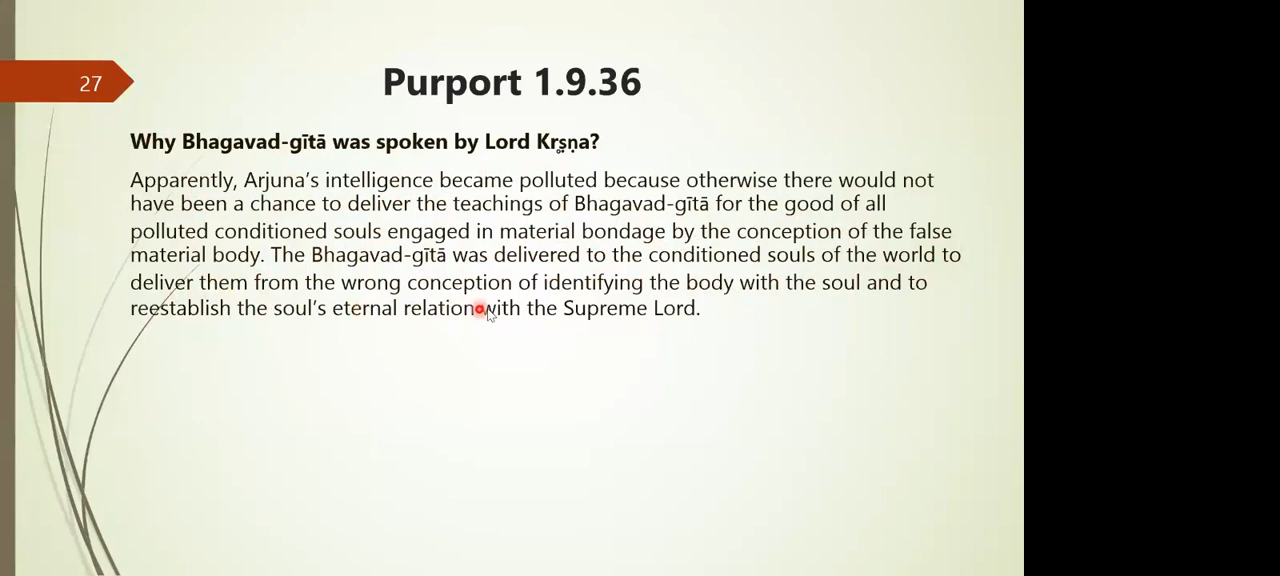 27
Purport 1.9.36
Why Bhagavad-gītā was spoken by Lord Kṛṣṇa?
Apparently, Arjuna’s intelligence became polluted because otherwise there would not
have been a chance to deliver the teachings of Bhagavad-gītā for the good of all
polluted conditioned souls engaged in material bondage by the conception of the false
material body. The Bhagavad-gītā was delivered to the conditioned souls of the world to
deliver them from the wrong conception of identifying the body with the soul and to
reestablish the soul’s eternal relation with the Supreme Lord.